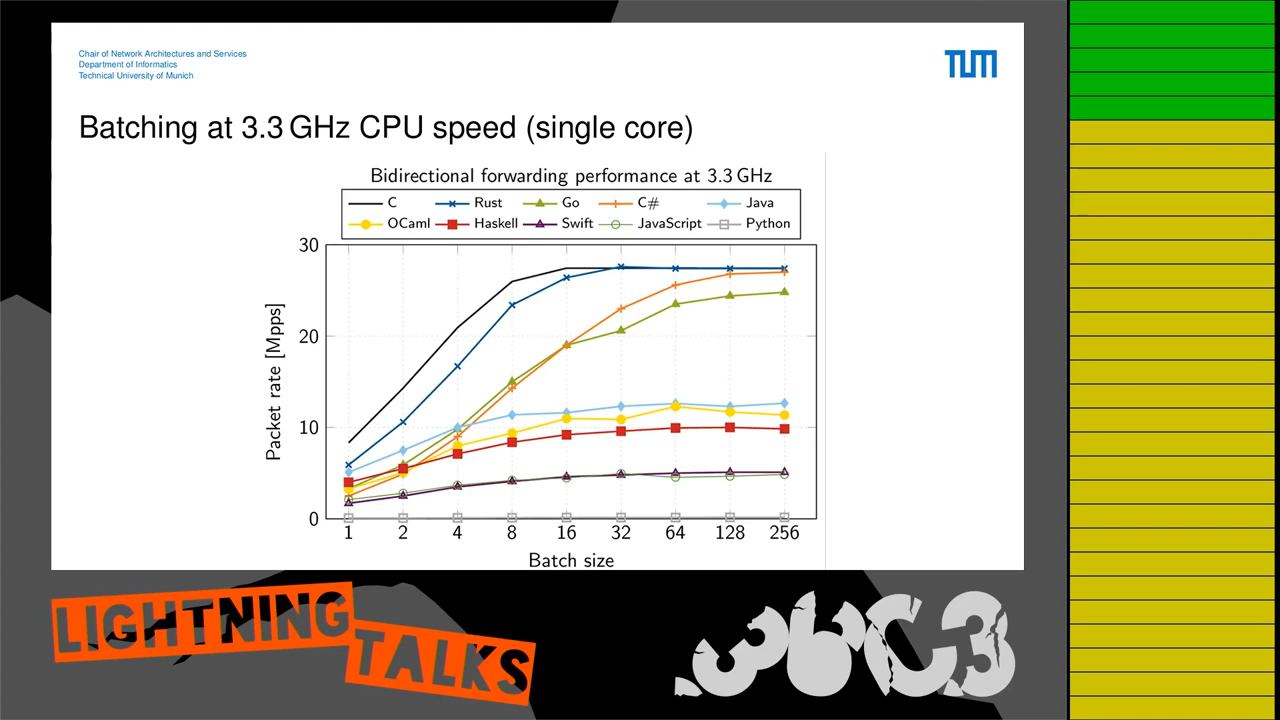 Chair of Network Architectures and Services
Department of Informatics
Technical University of Munich
TUM
Batching at 3.3 GHz CPU speed (single core)
Bidirectional forwarding performance at 3.3 GHz
C Rust Go C# Java
OCaml Haskell Swift JavaScript Python
Packet rate [Mpps]
30
20
10
0
1 2 4 8 16 32 64 128 256
Batch size
LIGHTNING
TALKS
36C3